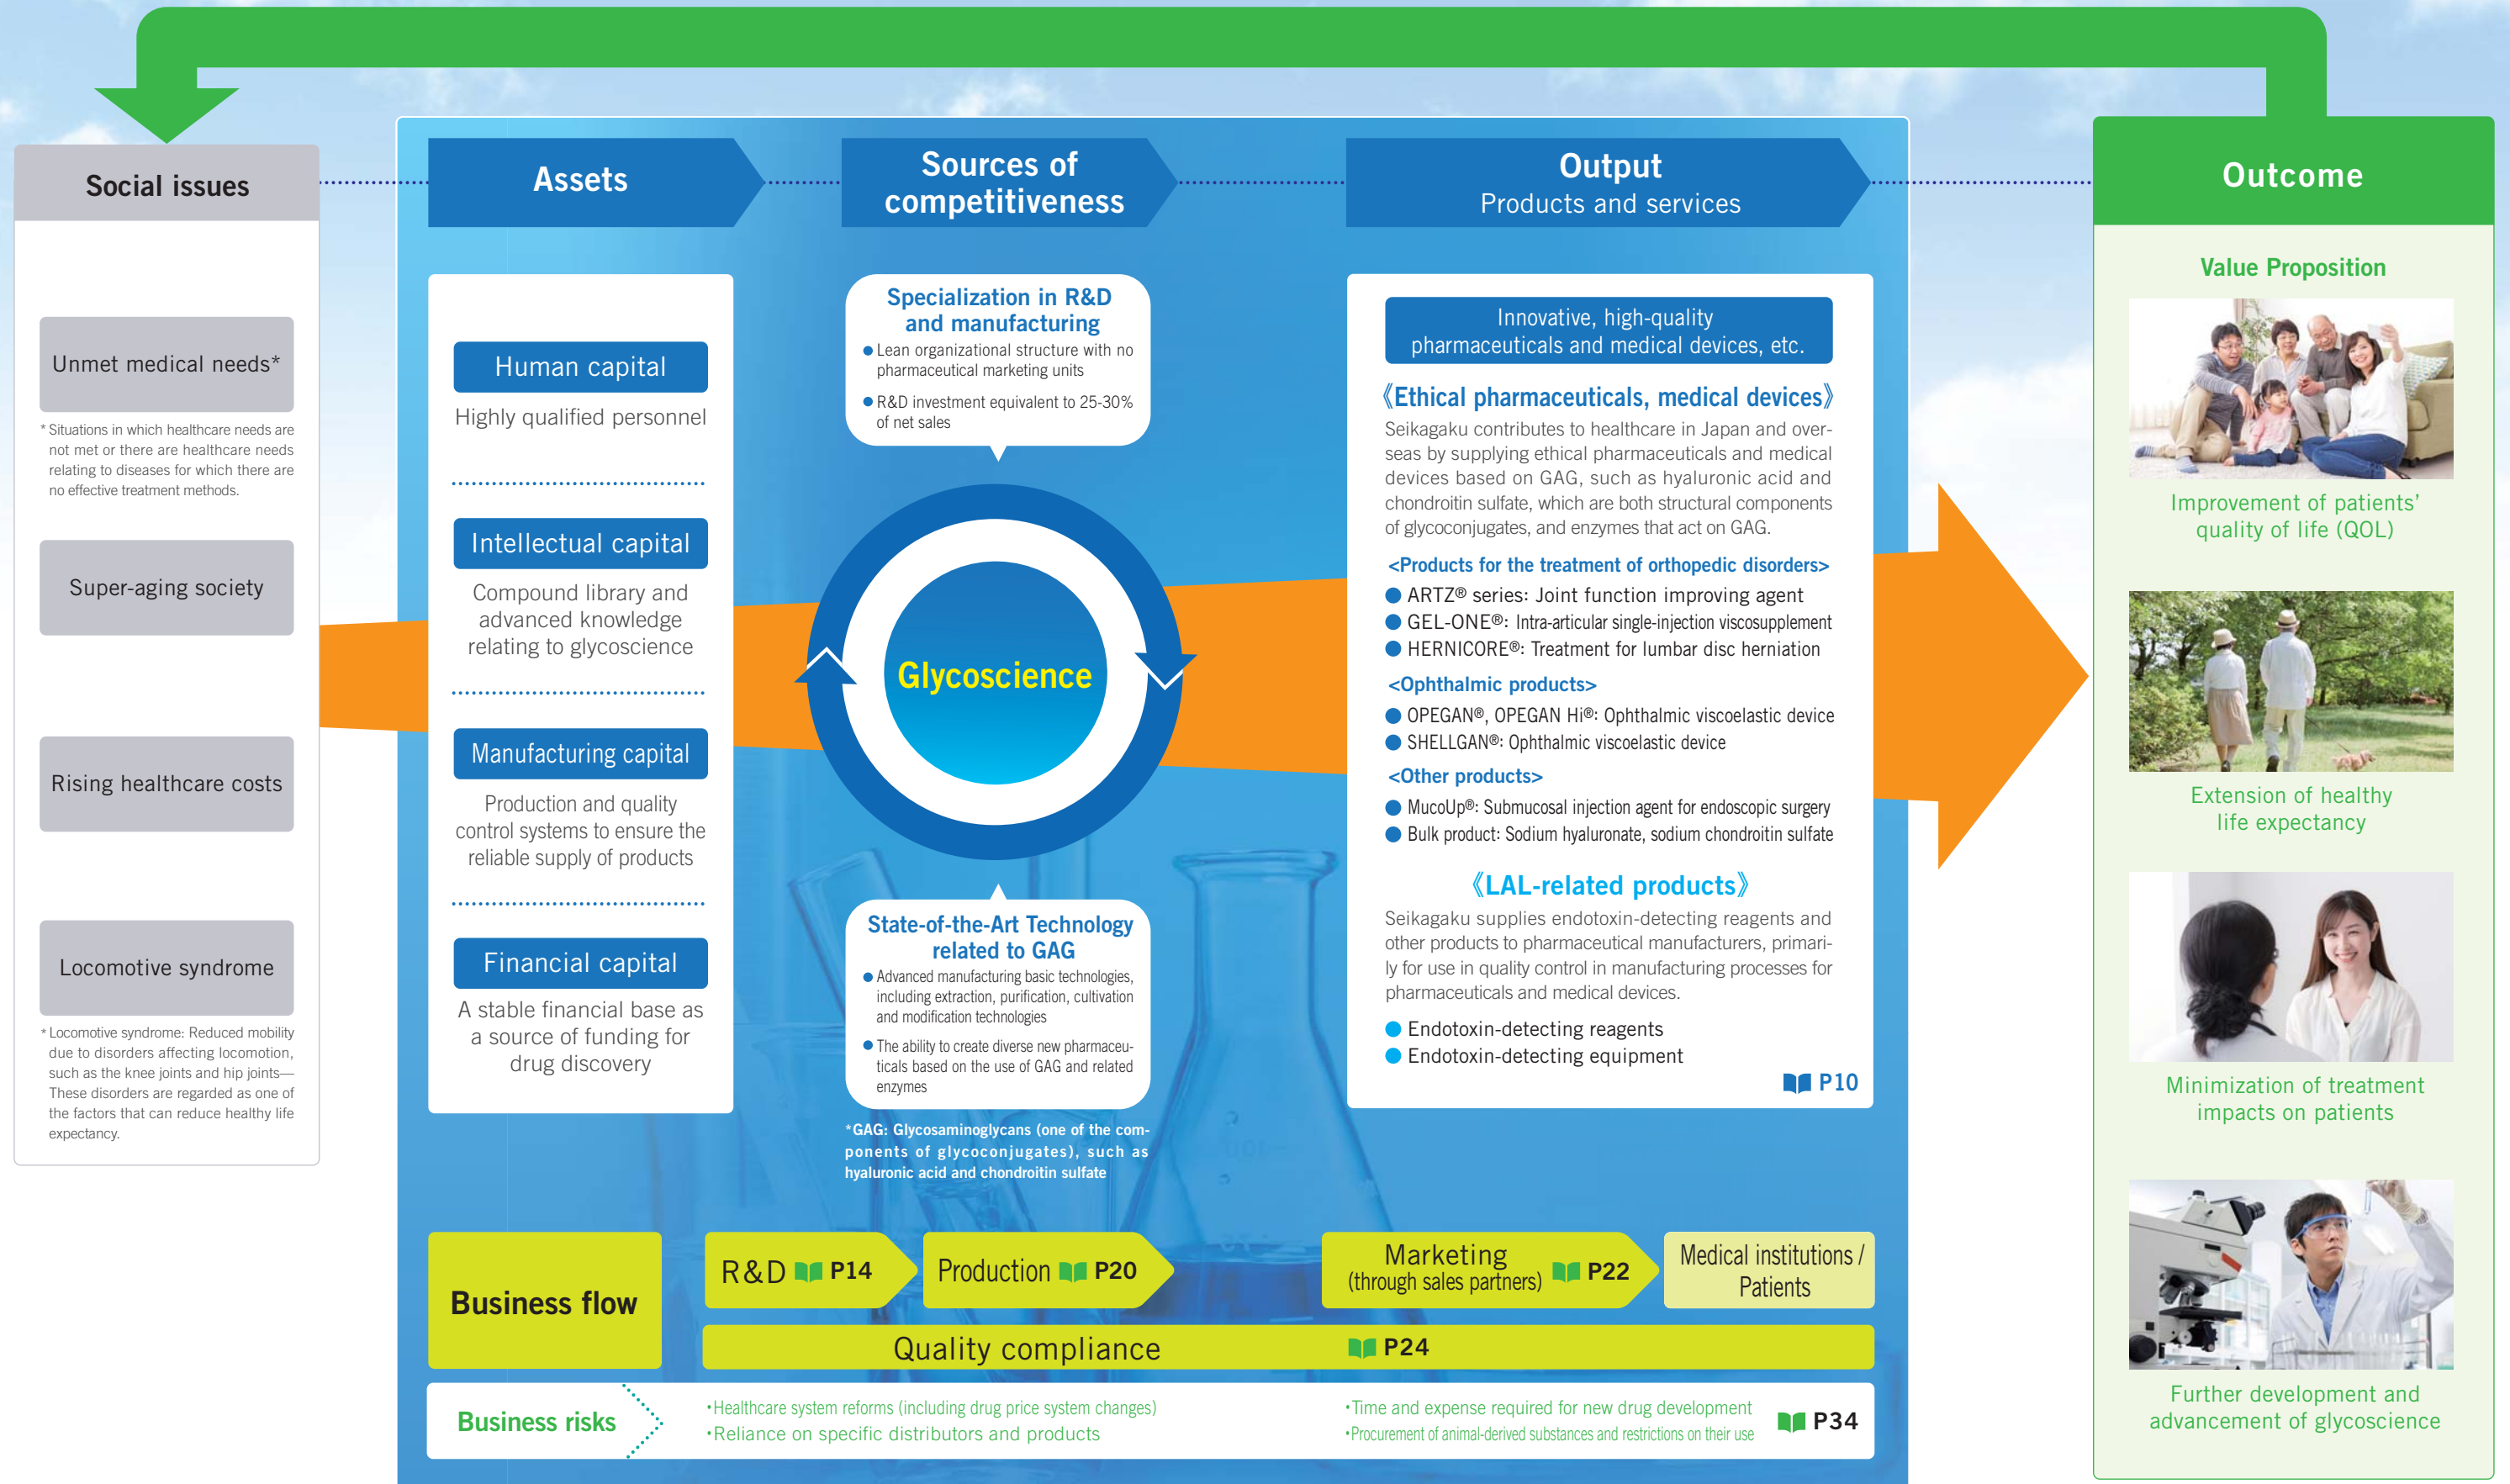 Social issues
Unmet medical needs*
* Situations in which healthcare needs are
not met or there are healthcare needs
relating to diseases for which there are
no effective treatment methods.
Super-aging society
Rising healthcare costs
Locomotive syndrome
* Locomotive syndrome: Reduced mobility
due to disorders affecting locomotion,
such as the knee joints and hip joints—
These disorders are regarded as one of
the factors that can reduce healthy life
expectancy.
Assets
Human capital
Highly qualified personnel
Intellectual capital
Compound library and
advanced knowledge
relating to glycoscience
Manufacturing capital
Production and quality
control systems to ensure the
reliable supply of products
Financial capital
A stable financial base as
a source of funding for
drug discovery
Sources of
competitiveness
Specialization in R&D
and manufacturing
● Lean organizational structure with no
pharmaceutical marketing units
● R&D investment equivalent to 25-30%
of net sales
Glycoscience
State-of-the-Art Technology
related to GAG
● Advanced manufacturing basic technologies,
including extraction, purification, cultivation
and modification technologies
● The ability to create diverse new pharmaceu-
ticals based on the use of GAG and related
enzymes
*GAG: Glycosaminoglycans (one of the com-
ponents of glycoconjugates), such as
hyaluronic acid and chondroitin sulfate
Output
Products and services
Innovative, high-quality
pharmaceuticals and medical devices, etc.
《Ethical pharmaceuticals, medical devices》
Seikagaku contributes to healthcare in Japan and over-
seas by supplying ethical pharmaceuticals and medical
devices based on GAG, such as hyaluronic acid and
chondroitin sulfate, which are both structural components
of glycoconjugates, and enzymes that act on GAG.
<Products for the treatment of orthopedic disorders>
● ARTZ® series: Joint function improving agent
● GEL-ONE®: Intra-articular single-injection viscosupplement
● HERNICORE®: Treatment for lumbar disc herniation
<Ophthalmic products>
● OPEGAN®, OPEGAN Hi®: Ophthalmic viscoelastic device
● SHELLGAN®: Ophthalmic viscoelastic device
<Other products>
● MucoUp®: Submucosal injection agent for endoscopic surgery
● Bulk product: Sodium hyaluronate, sodium chondroitin sulfate
《LAL-related products》
Seikagaku supplies endotoxin-detecting reagents and
other products to pharmaceutical manufacturers, primari-
ly for use in quality control in manufacturing processes for
pharmaceuticals and medical devices.
● Endotoxin-detecting reagents
● Endotoxin-detecting equipment
P10
Business flow
R&D P14
Production P20
Marketing
(through sales partners) P22
Medical institutions /
Patients
Quality compliance P24
Business risks
・Healthcare system reforms (including drug price system changes)
・Reliance on specific distributors and products
・Time and expense required for new drug development
・Procurement of animal-derived substances and restrictions on their use
P34
Outcome
Value Proposition
Improvement of patients'
quality of life (QOL)
Extension of healthy
life expectancy
Minimization of treatment
impacts on patients
Further development and
advancement of glycoscience